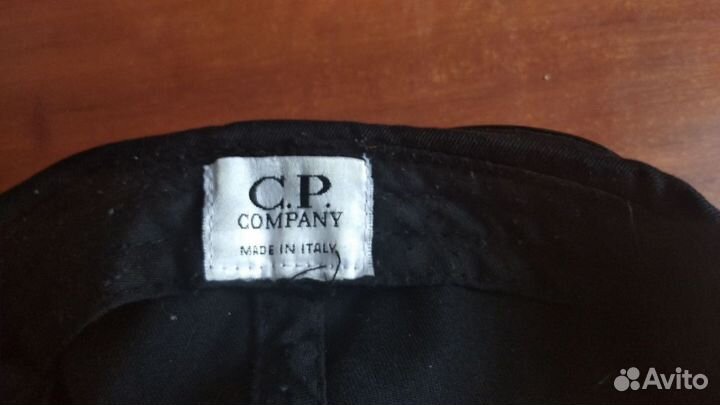 C.P.
COMPANY
MADE IN ITALY
Avito